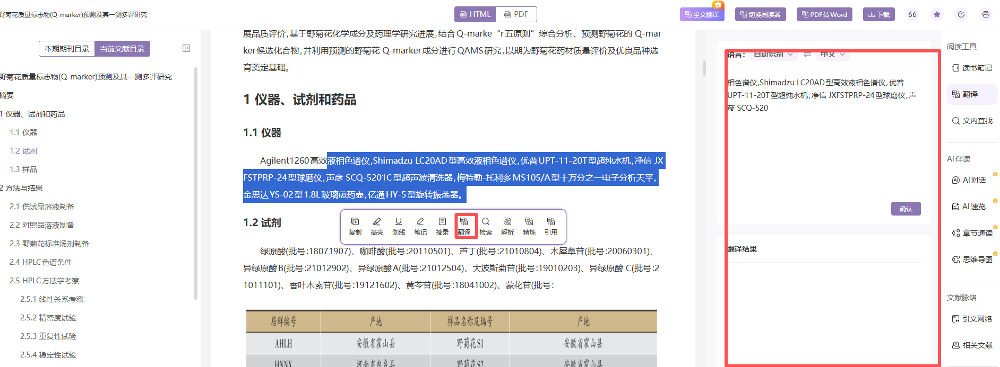 野菊花质量标志物(Q-marker)预测及其一测多评研究
HTML
PDF
全文翻译
切换阅读器
PDF转Word
下载
66
本期期刊目录
当前文献目录
野菊花质量标志物(Q-marker)预测及其一测多评研究
摘要
1 仪器、试剂和药品
1.1 仪器
1.2 试剂
1.3 样品
2 方法与结果
2.1 供试品溶液制备
2.2 对照品溶液制备
2.3 野菊花标准汤剂制备
2.4 HPLC色谱条件
2.5 HPLC方法学考察
2.5.1 线性关系考察
2.5.2 精密度试验
2.5.3 重复性试验
2.5.4 稳定性试验
展品质评价,基于野菊花化学成分及药理学研究进展,结合Q-marke“r五原则”综合分析、预测野菊花的 Q-mar
ker候选化合物,并利用预测的野菊花 Q-marker成分进行QAMS研究,以期为野菊花药材质量评价及优良品种选
育奠定基础。
1 仪器、试剂和药品
1.1 仪器
Agilent1260高效液相色谱仪,Shimadzu LC20AD型高效液相色谱仪,优普UPT-11-20T型超纯水机,净信 JX
FSTPRP-24型球磨仪,声彦 SCQ-5201C型超声波清洗器,梅特勒-托利多MS105/A型十万分之一电子分析天平,
金思达YS-02型1.8L玻璃煎药壶,亿通HY-5型旋转振荡器。
1.2 试剂
复制
高亮
划线
笔记
摘录
翻译
检索
解析
精炼
引用
绿原酸(批号:18071907)、咖啡酸(批号:20110501)、芦丁(批号:21010804)、木犀草苷(批号:20060301)、
异绿原酸B(批号:21012902)、异绿原酸A(批号:21012504)、大波斯菊苷(批号:19010203)、异绿原酸 C(批号:2
1011101)、香叶木素苷(批号:19121602)、黄芩苷(批号:18041002)、蒙花苷(批号:
居群编号 产地 样品名称及编号 产地
AHLH 安徽省霍山县 野菊花S1 安徽省霍山县
HNNX 河南省内乡县 野菊花S2 安徽省霍山县
语言: 自动识别 中文
相色谱仪,Shimadzu LC20AD型高效液相色谱仪,优普
UPT-11-20T型超纯水机,净信 JXFSTPRP-24型球磨仪,声
彦 SCQ-520
确认
翻译结果
阅读工具
读书笔记
翻译
文内查找
AI伴读
AI对话
AI速览
章节速读
思维导图
文献脉络
引文网络
相关文献